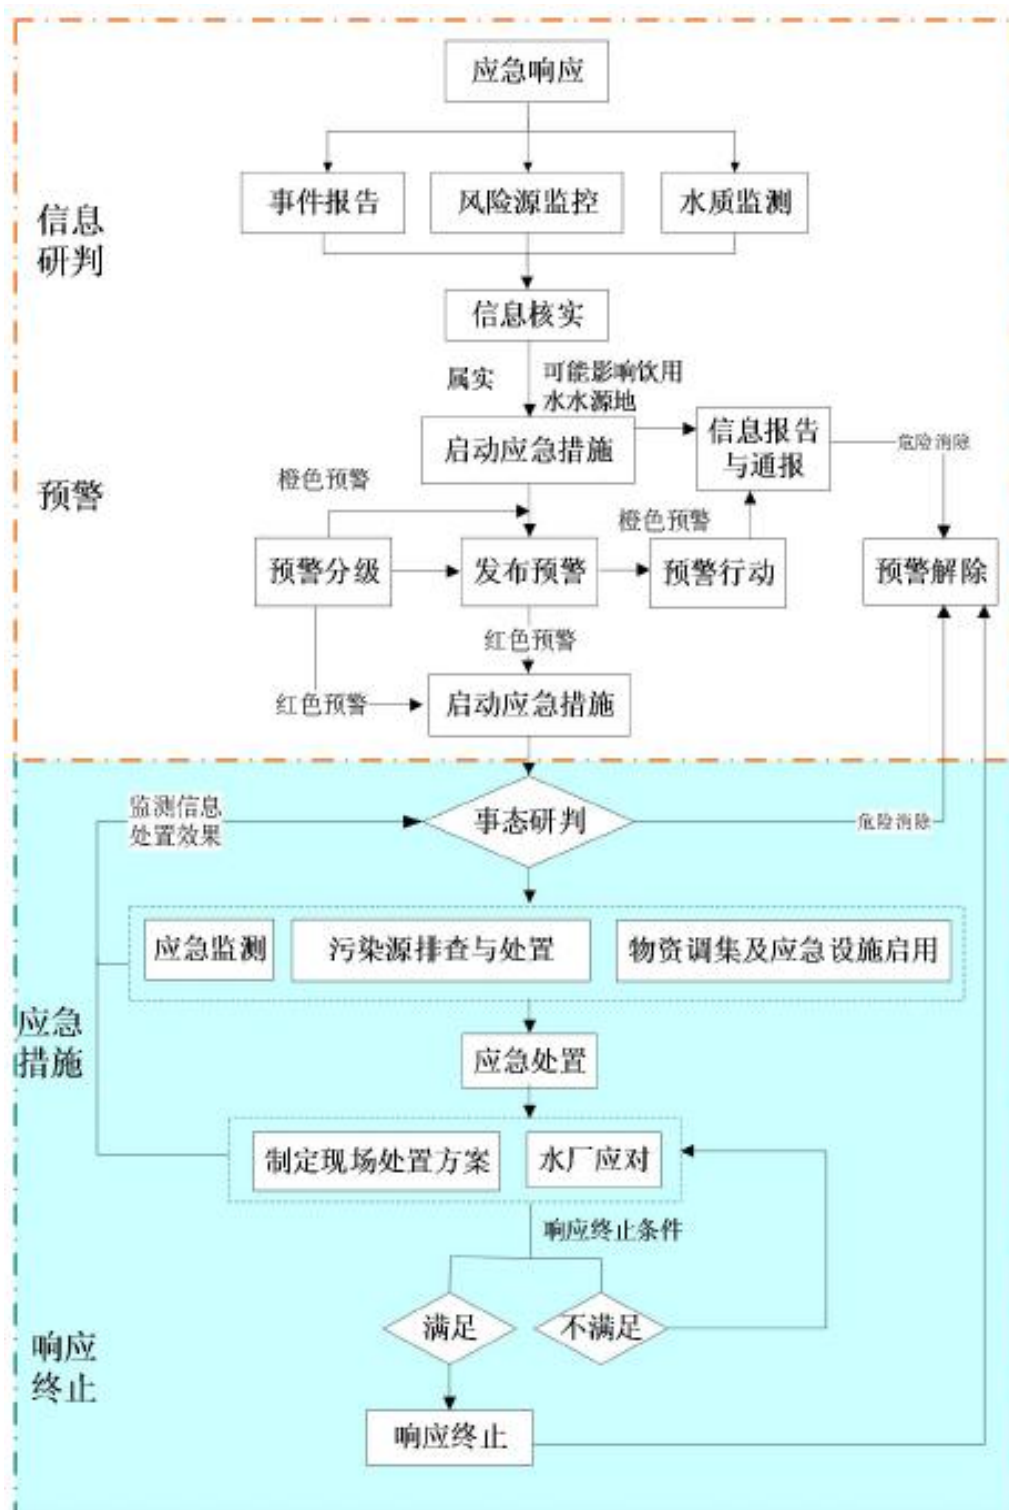 应急响应
事件报告
风险源监控
水质监测
信息
研判
信息核实
属实
可能影响饮用
水水源地
启动应急措施
信息报告
与通报
危险消除
橙色预警
预警
橙色预警
预警分级
发布预警
预警行动
预警解除
红色预警
红色预警
启动应急措施
监测信息
处置效果
事态研判
危险消除
应急监测
污染源排查与处置
物资调集及应急设施启用
应急
措施
应急处置
制定现场处置方案
水厂应对
响应终止条件
满足
不满足
响应
终止
响应终止